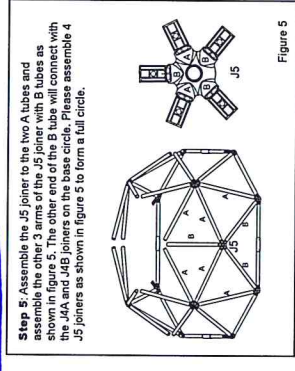 Step 5: Assemble the J5 joiner to the two A tubes and
assemble the other 3 arms of the J5 joiner with B tubes as
shown in figure 5. The other end of the B tube will connect with
the J4A and J4B joiners on the base circle. Please assemble 4
J5 joiners as shown in figure 5 to form a full circle.
A
A
B
A
A
A
A
J5
B
B
B
A
A
B
B
B
J5
Figure 5